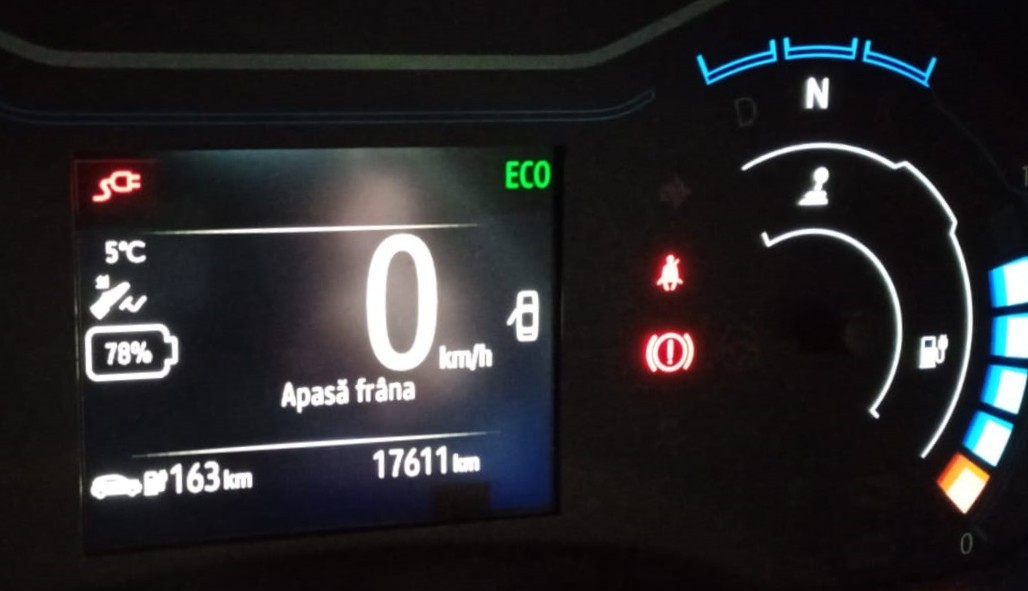 ECO
D N
5°C
0 km/h
78%
Apasă frâna
163 km
17611 km
0